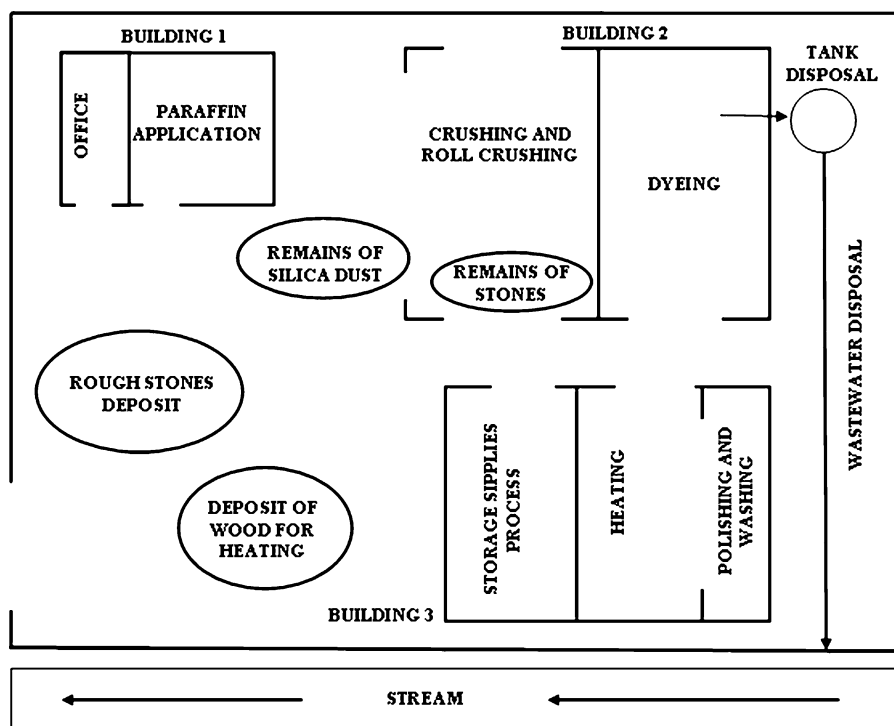 BUILDING 1
BUILDING 2
TANK
DISPOSAL
OFFICE
PARAFFIN
APPLICATION
CRUSHING AND
ROLL CRUSHING
DYEING
REMAINS OF
SILICA DUST
REMAINS OF
STONES
WASTEWATER DISPOSAL
ROUGH STONES
DEPOSIT
STORAGE SIPPLIES
PROCESS
HEATING
POLISHING AND
WASHING
DEPOSIT OF
WOOD FOR
HEATING
BUILDING 3
STREAM